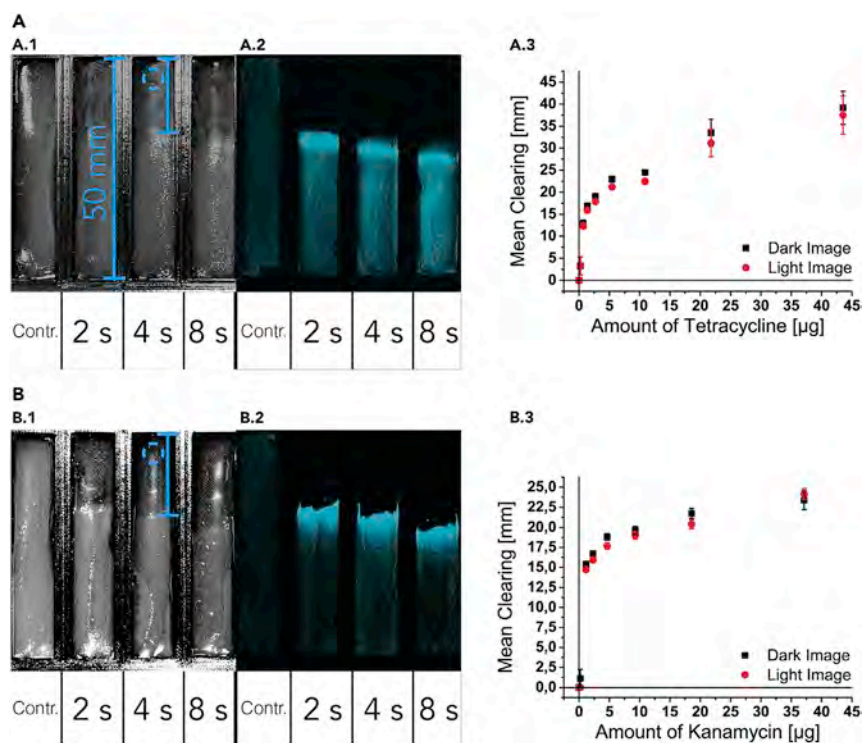 A
A.1
A.2
A.3
50 mm
Contr. 2 s 4 s 8 s
Contr. 2 s 4 s 8 s
Mean Clearing [mm]
45
40
35
30
25
20
15
10
5
0
Dark Image
Light Image
0 5 10 15 20 25 30 35 40 45
Amount of Tetracycline [µg]
B
B.1
B.2
B.3
Contr. 2 s 4 s 8 s
Contr. 2 s 4 s 8 s
Mean Clearing [mm]
25,0
22,5
20,0
17,5
15,0
12,5
10,0
7,5
5,0
2,5
0,0
Dark Image
Light Image
0 5 10 15 20 25 30 35 40 45
Amount of Kanamycin [µg]